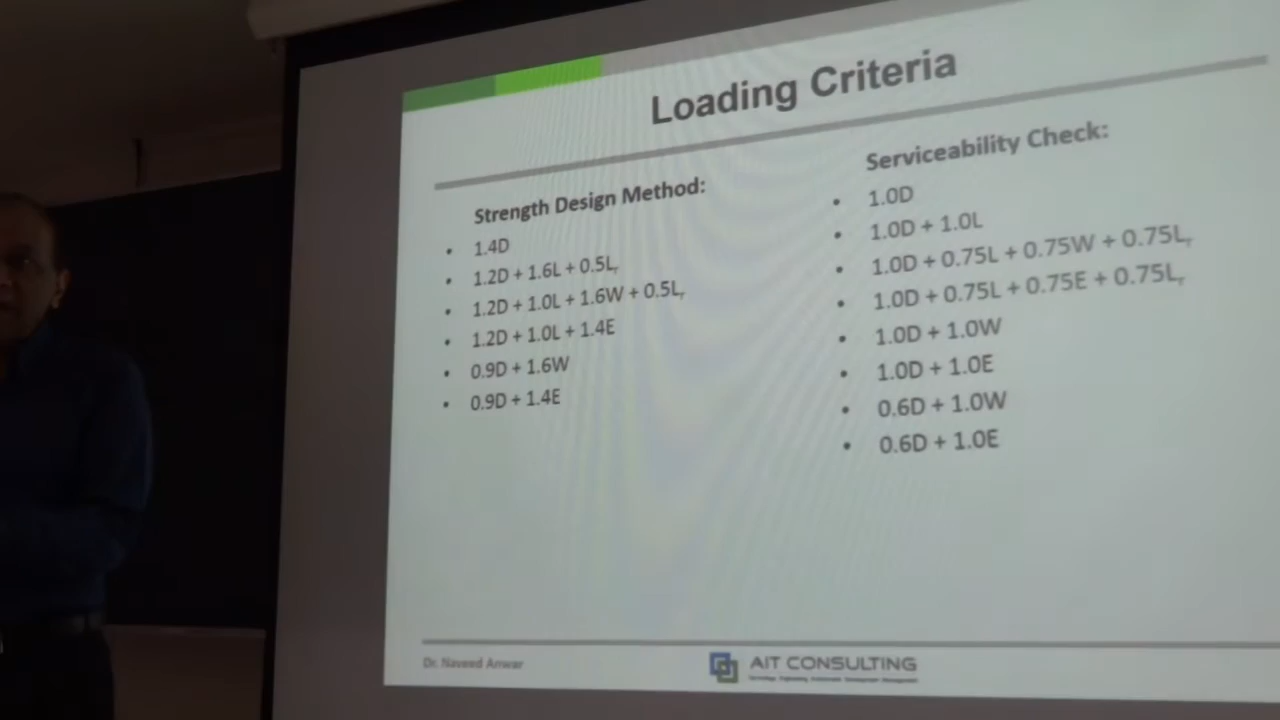 Loading Criteria
Strength Design Method:
• 1.4D
• 1.2D + 1.6L + 0.5Lr
• 1.2D + 1.0L + 1.6W + 0.5Lr
• 1.2D + 1.0L + 1.4E
• 0.9D + 1.6W
• 0.9D + 1.4E
Serviceability Check:
• 1.0D
• 1.0D + 1.0L
• 1.0D + 0.75L + 0.75W + 0.75Lr
• 1.0D + 0.75L + 0.75E + 0.75Lr
• 1.0D + 1.0W
• 1.0D + 1.0E
• 0.6D + 1.0W
• 0.6D + 1.0E
Dr. Naveed Anwar
AIT CONSULTING